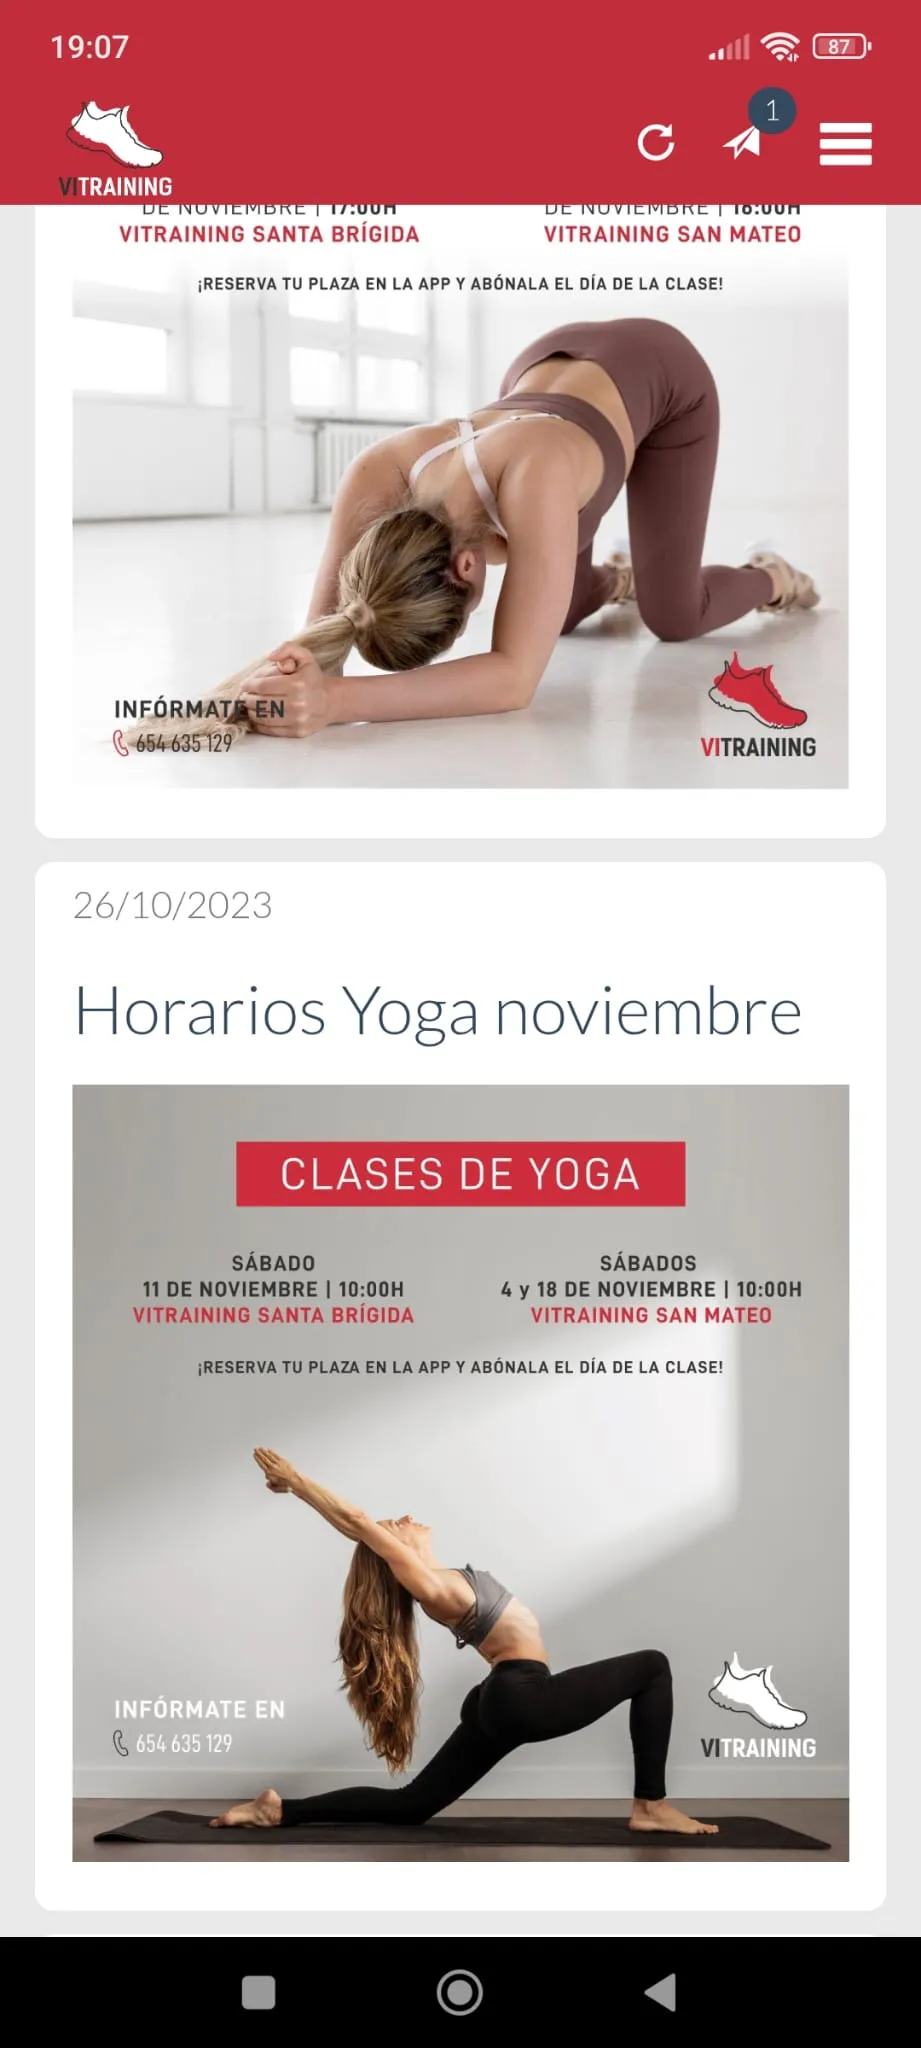 19:07
87
1
VITRAINING
DE NOVIEMBRE | 17:00H
DE NOVIEMBRE | 16:00H
VITRAINING SANTA BRÍGIDA
VITRAINING SAN MATEO
¡RESERVA TU PLAZA EN LA APP Y ABÓNALA EL DÍA DE LA CLASE!
INFÓRMATE EN
654 635 129
VITRAINING
26/10/2023
Horarios Yoga noviembre
CLASES DE YOGA
SÁBADO
11 DE NOVIEMBRE | 10:00H
VITRAINING SANTA BRÍGIDA
SÁBADOS
4 y 18 DE NOVIEMBRE | 10:00H
VITRAINING SAN MATEO
¡RESERVA TU PLAZA EN LA APP Y ABÓNALA EL DÍA DE LA CLASE!
INFÓRMATE EN
654 635 129
VITRAINING